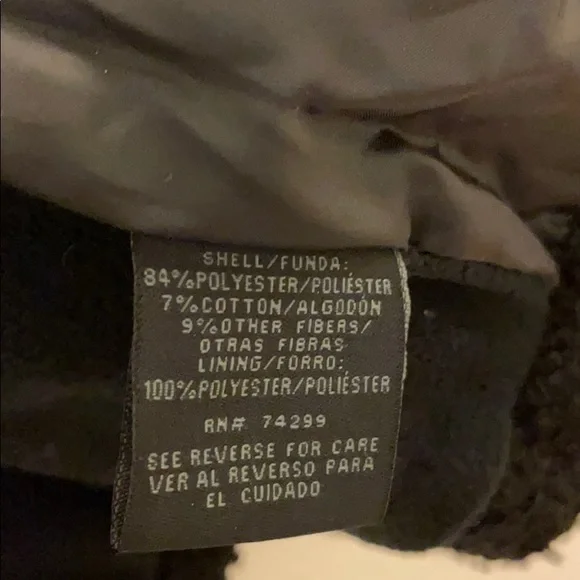 SHELL/FUNDA:
84%POLYESTER/POLIÉSTER
7%COTTON/ALGODÓN
9%OTHER FIBERS/
OTRAS FIBRAS
LINING/FORRO:
100%POLYESTER/POLIÉSTER
RN# 74299
SEE REVERSE FOR CARE
VER AL REVERSO PARA
EL CUIDADO